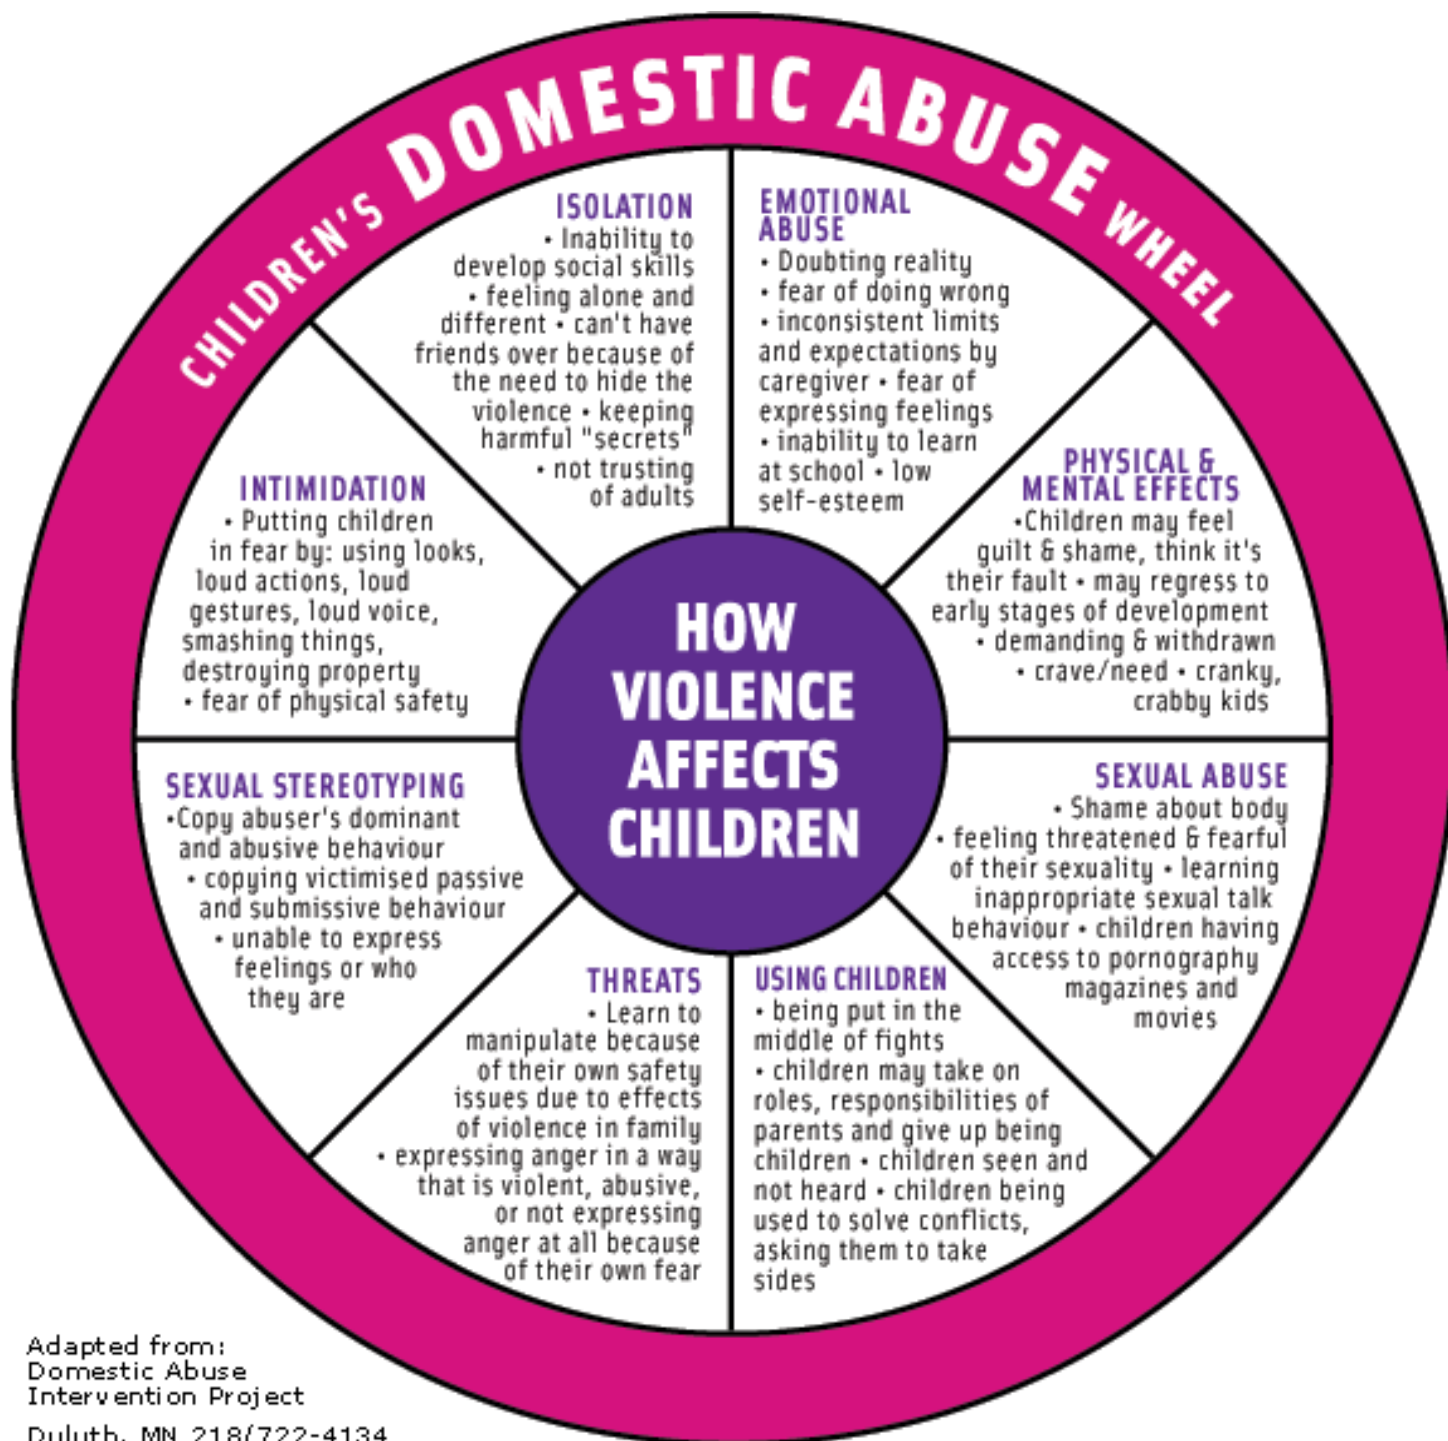 CHILDREN'S DOMESTIC ABUSE WHEEL
ISOLATION
• Inability to
develop social skills
• feeling alone and
different • can't have
friends over because of
the need to hide the
violence • keeping
harmful "secrets"
• not trusting
of adults
EMOTIONAL
ABUSE
• Doubting reality
• fear of doing wrong
• inconsistent limits
and expectations by
caregiver • fear of
expressing feelings
• inability to learn
at school • low
self-esteem
PHYSICAL &
MENTAL EFFECTS
•Children may feel
guilt & shame, think it's
their fault • may regress to
early stages of development
• demanding & withdrawn
• crave/need • cranky,
crabby kids
SEXUAL ABUSE
• Shame about body
• feeling threatened & fearful
of their sexuality • learning
inappropriate sexual talk
behaviour • children having
access to pornography
magazines and
movies
USING CHILDREN
• being put in the
middle of fights
• children may take on
roles, responsibilities of
parents and give up being
children • children seen and
not heard • children being
used to solve conflicts,
asking them to take
sides
THREATS
• Learn to
manipulate because
of their own safety
issues due to effects
of violence in family
• expressing anger in a way
that is violent, abusive,
or not expressing
anger at all because
of their own fear
SEXUAL STEREOTYPING
•Copy abuser's dominant
and abusive behaviour
• copying victimised passive
and submissive behaviour
• unable to express
feelings or who
they are
INTIMIDATION
• Putting children
in fear by: using looks,
loud actions, loud
gestures, loud voice,
smashing things,
destroying property
• fear of physical safety
HOW
VIOLENCE
AFFECTS
CHILDREN
Adapted from:
Domestic Abuse
Intervention Project
Duluth, MN 218(722-4134